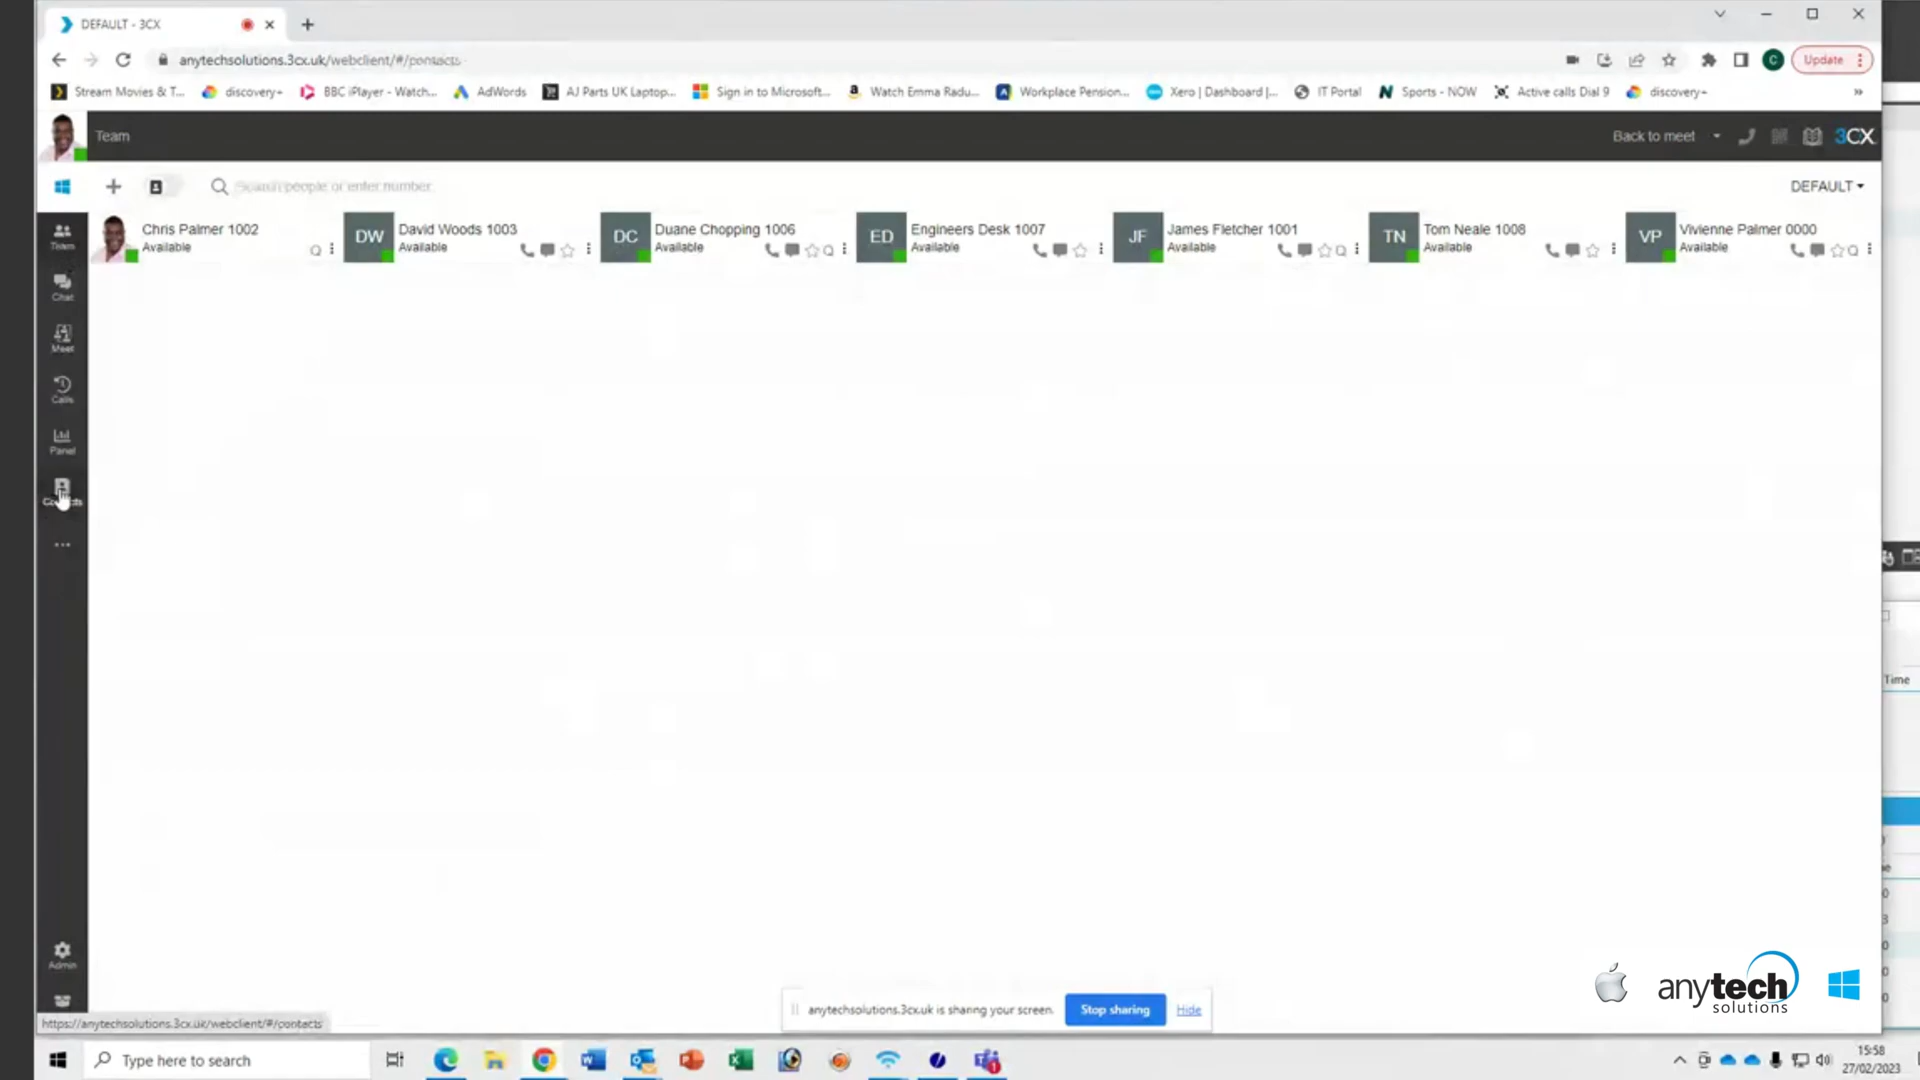 DEFAULT - 3CX
anytechsolutions.3cx.uk/webclient/#/contacts
Update
Stream Movies & T...
discovery+
BBC iPlayer - Watch...
AdWords
AJ Parts UK Laptop...
Sign in to Microsoft...
Watch Emma Radu...
Workplace Pension...
Xero | Dashboard |...
IT Portal
Sports - NOW
Active calls Dial 9
discovery+
Team
Back to meet
3CX
Search people or enter number
DEFAULT
Team
Chat
Meet
Calls
Panel
Contacts
Admin
Chris Palmer 1002
Available
DW
David Woods 1003
Available
DC
Duane Chopping 1006
Available
ED
Engineers Desk 1007
Available
JF
James Fletcher 1001
Available
TN
Tom Neale 1008
Available
VP
Vivienne Palmer 0000
Available
Time
anytech
solutions
anytechsolutions.3cx.uk is sharing your screen.
Stop sharing
Hide
https://anytechsolutions.3cx.uk/webclient/#/contacts
Type here to search
15:58
27/02/2023